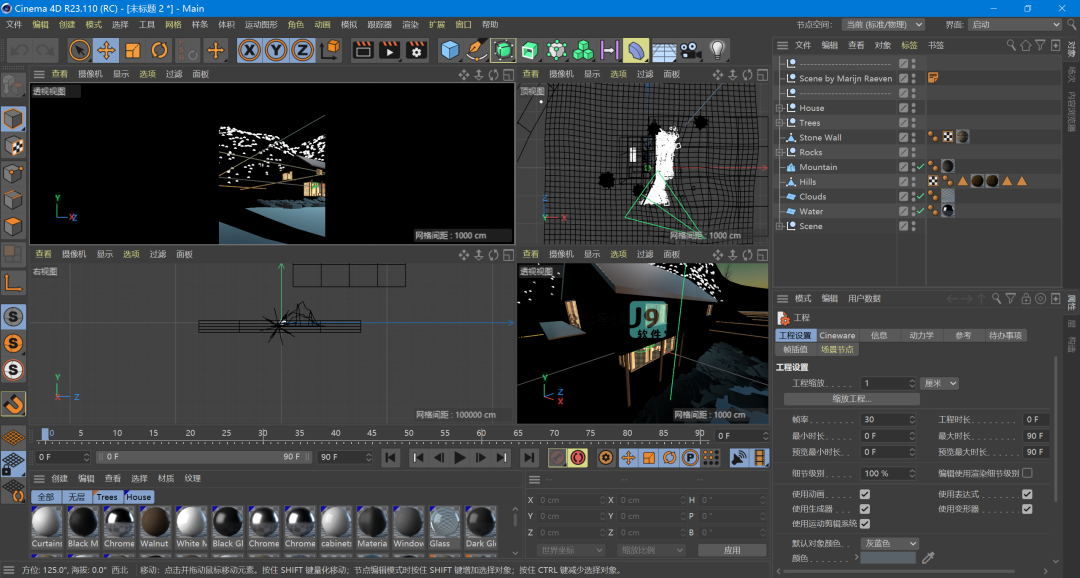 Cinema 4D R23.110 (RC) - [未标题 2 *] - Main
文件 编辑 创建 模式 选择 工具 网格 样条 体积 运动图形 角色 动画 模拟 跟踪器 渲染 扩展 窗口 帮助 节点空间: 当前 (标准/物理) 界面: 启动
文件 编辑 查看 对象 标签 书签
查看 摄像机 显示 选项 过滤 面板
透视视图
网格间距 : 1000 cm
查看 摄像机 显示 选项 过滤 面板
顶视图
网格间距 : 1000 cm
查看 摄像机 显示 选项 过滤 面板
右视图
网格间距 : 100000 cm
查看 摄像机 显示 选项 过滤 面板
透视视图
J9
软件
网格间距 : 1000 cm
Scene by Marijn Raeven
House
Trees
Stone Wall
Rocks
Mountain
Hills
Clouds
Water
Scene
对象
场次
内容浏览器
模式 编辑 用户数据
工程
工程设置 Cineware 信息 动力学 参考 待办事项
帧插值 场景节点
工程设置
工程缩放 1 厘米
缩放工程...
帧率 30 工程时长 0 F
最小时长 0 F 最大时长 90 F
预览最小时长 0 F 预览最大时长 90 F
细节级别 100 % 编辑使用渲染细节级别
使用动画 使用表达式
使用生成器 使用变形器
使用运动剪辑系统
默认对象颜色 灰蓝色
颜色
属性
层
构造
0 5 10 15 20 25 30 35 40 45 50 55 60 65 70 75 80 85 90 0 F
0 F 0 F 90 F 90 F
创建 编辑 查看 选择 材质 纹理
全部 无层 Trees House
Curtains Black M Chrome Walnut White M Black Gl Chrome Chrome cabinets Materia Window Glass Dark Gl
X 0 cm X 0 cm H 0 °
Y 0 cm Y 0 cm P 0 °
Z 0 cm Z 0 cm B 0 °
世界坐标 缩放比例 应用
方位: 125.0°, 海拔: 0.0° 西北 移动: 点击并拖动鼠标移动元素。按住 SHIFT 键量化移动; 节点编辑模式时按住 SHIFT 键增加选择对象; 按住 CTRL 键减少选择对象。